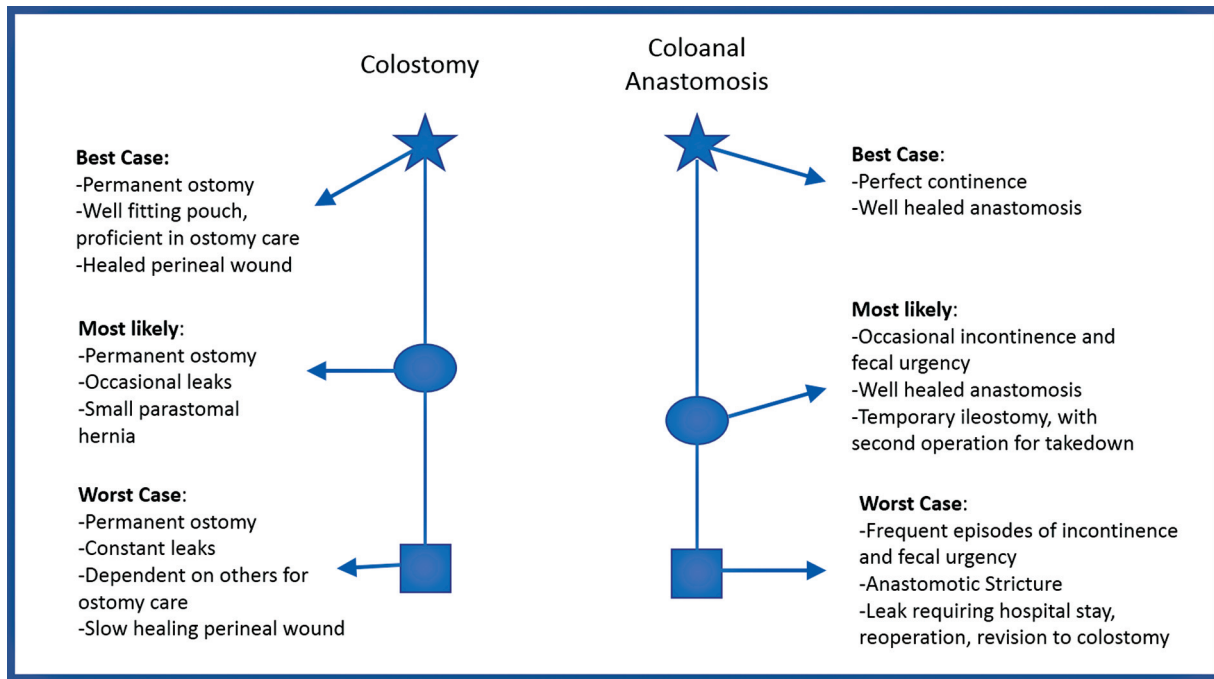 Colostomy
Best Case:
-Permanent ostomy
-Well fitting pouch,
proficient in ostomy care
-Healed perineal wound
Most likely:
-Permanent ostomy
-Occasional leaks
-Small parastomal
hernia
Worst Case:
-Permanent ostomy
-Constant leaks
-Dependent on others for
ostomy care
-Slow healing perineal wound
Coloanal
Anastomosis
Best Case:
-Perfect continence
-Well healed anastomosis
Most likely:
-Occasional incontinence and
fecal urgency
-Well healed anastomosis
-Temporary ileostomy, with
second operation for takedown
Worst Case:
-Frequent episodes of incontinence
and fecal urgency
-Anastomotic Stricture
-Leak requiring hospital stay,
reoperation, revision to colostomy